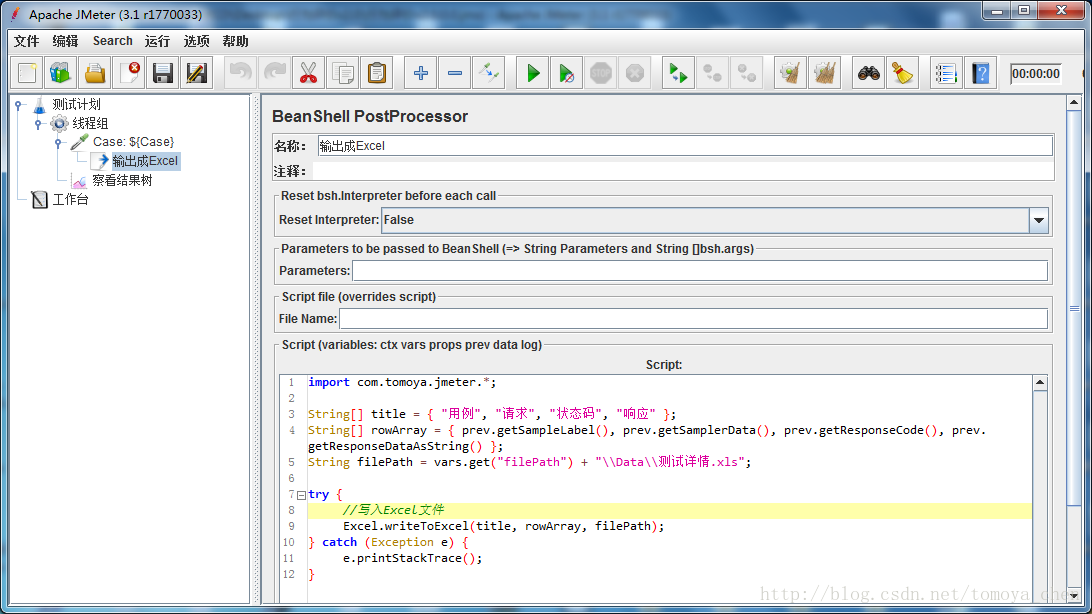 Apache JMeter (3.1 r1770033)
文件 编辑 Search 运行 选项 帮助
STOP
00:00:00
测试计划
线程组
Case: ${Case}
输出成Excel
察看结果树
工作台
BeanShell PostProcessor
名称: 输出成Excel
注释:
Reset bsh.Interpreter before each call
Reset Interpreter: False
Parameters to be passed to BeanShell (=> String Parameters and String []bsh.args)
Parameters:
Script file (overrides script)
File Name:
Script (variables: ctx vars props prev data log)
Script:
1 import com.tomoya.jmeter.*;
2
3 String[] title = { "用例", "请求", "状态码", "响应" };
4 String[] rowArray = { prev.getSampleLabel(), prev.getSamplerData(), prev.getResponseCode(), prev.
getResponseDataAsString() };
5 String filePath = vars.get("filePath") + "\\Data\\测试详情.xls";
6
7 try {
8 //写入Excel文件
9 Excel.writeToExcel(title, rowArray, filePath);
10 } catch (Exception e) {
11 e.printStackTrace();
12 }
http://blog.csdn.net/tomoya_chen